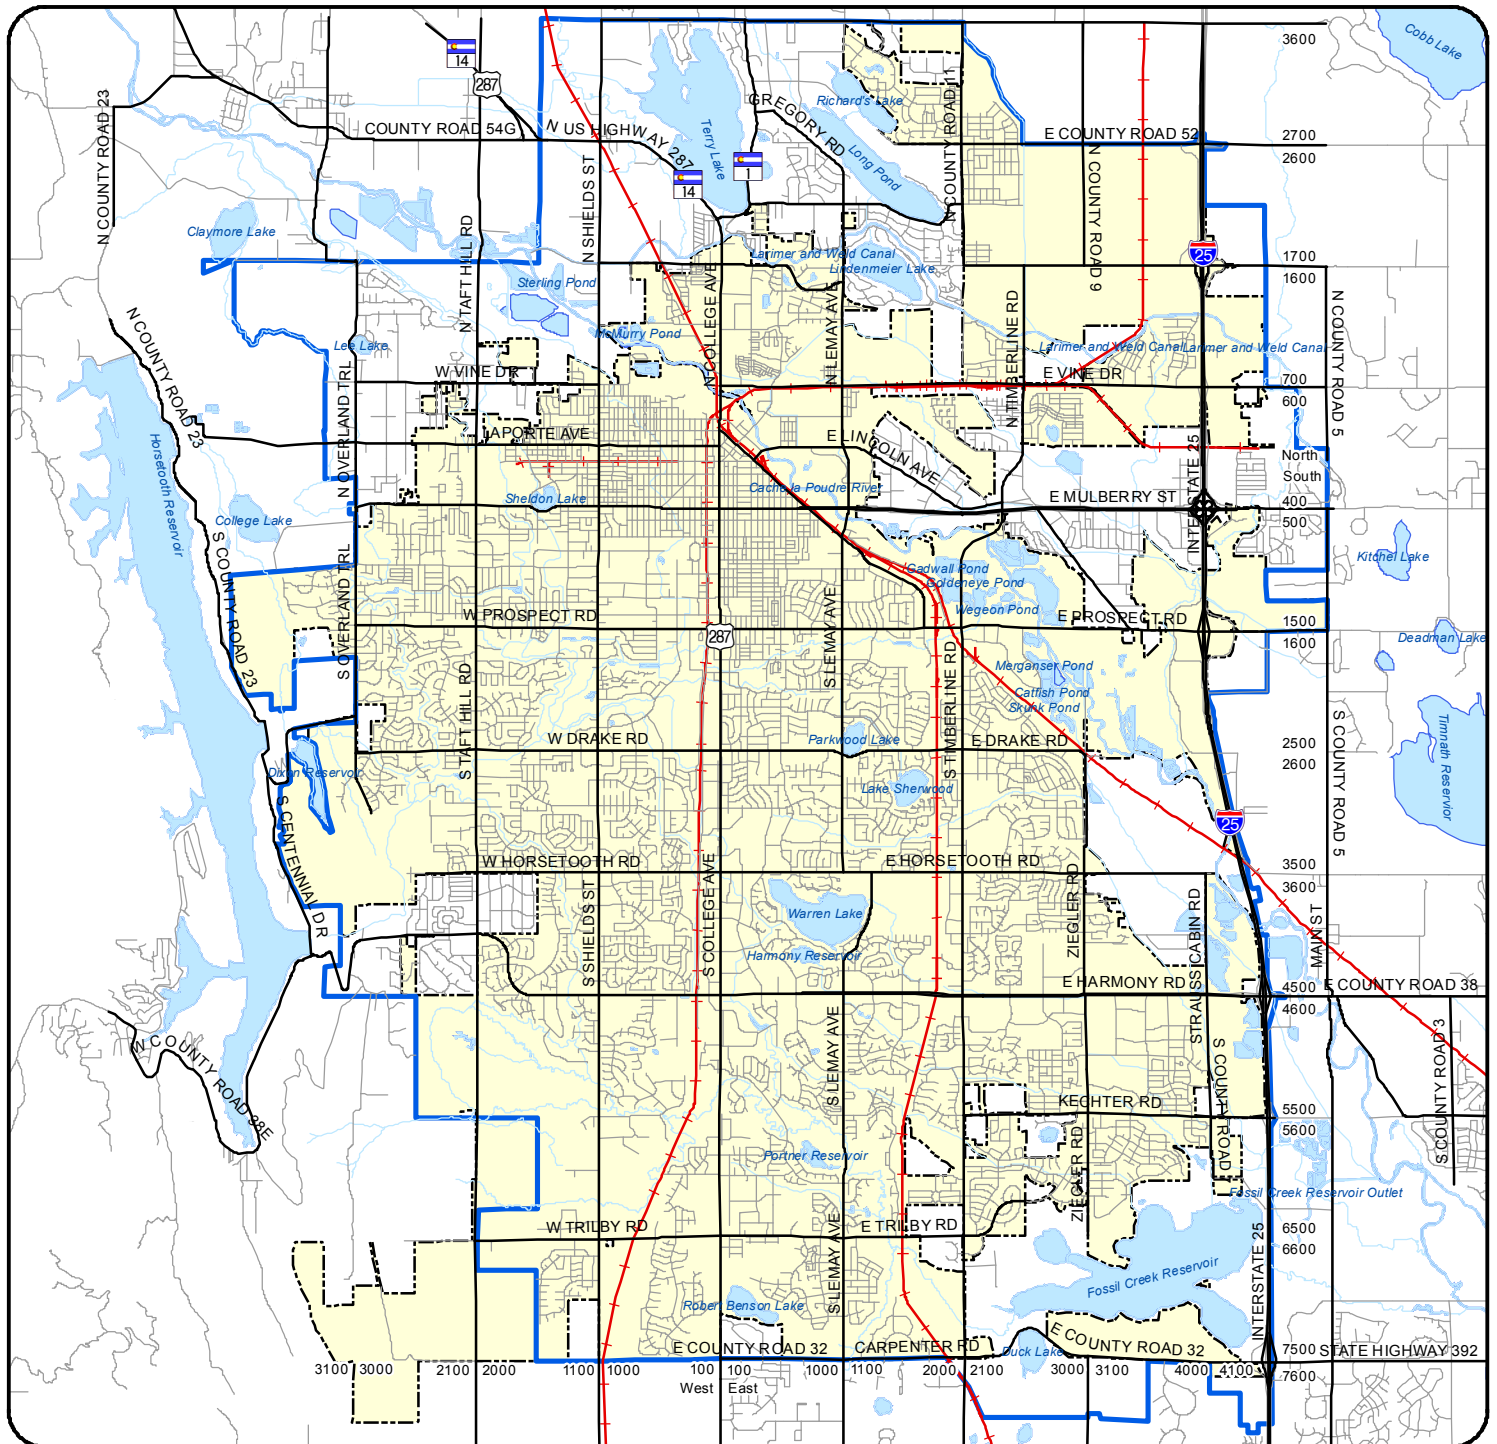 Cobb Lake
3600
14
287
Richard's Lake
GREGORY RD
N COUNTY ROAD 11
COUNTY ROAD 54G
N US HIGHWAY 287
E COUNTY ROAD 52
2700
2600
N COUNTY ROAD 23
Terry Lake
Long Pond
1
14
N SHIELDS ST
N COUNTY ROAD 9
Claymore Lake
N TAFT HILL RD
Larimer and Weld Canal
Lindenmeier Lake
25
1700
1600
Sterling Pond
N COLLEGE AVE
N LEMAY AVE
N TIMBERLINE RD
N COUNTY ROAD 5
N COUNTY ROAD 23
Lee Lake
McMurry Pond
Larimer and Weld Canal
Larimer and Weld Canal
W VINE DR
E VINE DR
700
600
N OVERLAND TRL
LAPORTE AVE
E LINCOLN AVE
INTERSTATE 25
North
South
Horsetooth Reservoir
Sheldon Lake
Cache la Poudre River
E MULBERRY ST
400
500
College Lake
Kitchel Lake
S COUNTY ROAD 23
S OVERLAND TRL
Gadwall Pond
Goldeneye Pond
Wegeon Pond
W PROSPECT RD
E PROSPECT RD
S LEMAY AVE
287
1500
1600
Deadman Lake
S TAFT HILL RD
S TIMBERLINE RD
Merganser Pond
Catfish Pond
Skunk Pond
W DRAKE RD
Parkwood Lake
E DRAKE RD
2500
2600
S COUNTY ROAD 5
Timnath Reservior
Dixon Reservoir
Lake Sherwood
S CENTENNIAL DR
25
W HORSETOOTH RD
E HORSETOOTH RD
3500
3600
S SHIELDS ST
S COLLEGE AVE
Warren Lake
ZIEGLER RD
STRAUSS CABIN RD
MAIN ST
Harmony Reservoir
E HARMONY RD
4500
4600
E COUNTY ROAD 38
W COUNTY ROAD 38E
S LEMAY AVE
S COUNTY ROAD
S COUNTY ROAD 3
KECHTER RD
5500
5600
Portner Reservoir
ZIEGLER RD
Fossil Creek Reservoir Outlet
W TRILBY RD
E TRILBY RD
S LEMAY AVE
INTERSTATE 25
6500
6600
Fossil Creek Reservoir
Robert Benson Lake
E COUNTY ROAD 32
CARPENTER RD
Duck Lake
E COUNTY ROAD 32
7500
STATE HIGHWAY 392
7600
3100 3000 2100 2000 1100 1000 100 100 1000 1100 2000 2100 3000 3100 4000 4100
West East